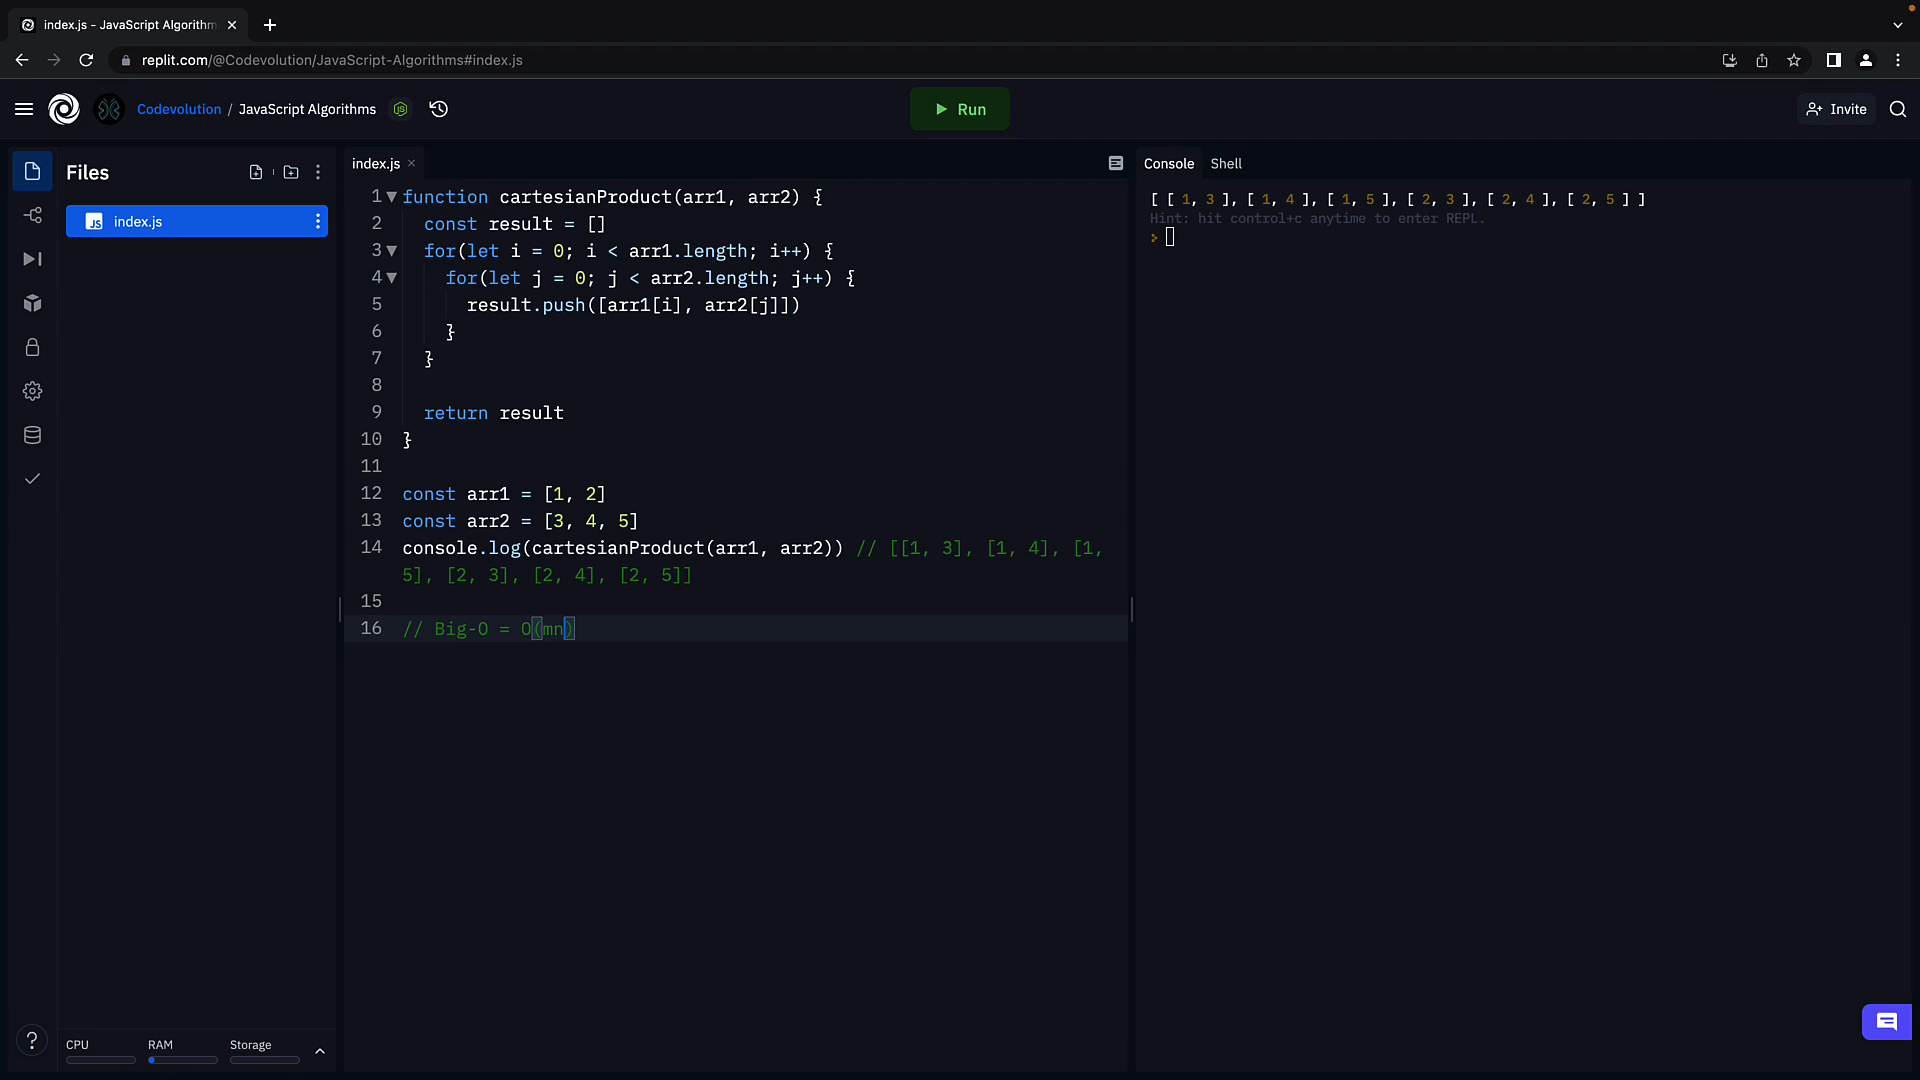 index.js - JavaScript Algorithm
replit.com/@Codevolution/JavaScript-Algorithms#index.js
Codevolution / JavaScript Algorithms
Run
Invite
Files
JS index.js
CPU
RAM
Storage
?
index.js
1 function cartesianProduct(arr1, arr2) {
2 const result = []
3 for(let i = 0; i < arr1.length; i++) {
4 for(let j = 0; j < arr2.length; j++) {
5 result.push([arr1[i], arr2[j]])
6 }
7 }
8
9 return result
10 }
11
12 const arr1 = [1, 2]
13 const arr2 = [3, 4, 5]
14 console.log(cartesianProduct(arr1, arr2)) // [[1, 3], [1, 4], [1,
5], [2, 3], [2, 4], [2, 5]]
15
16 // Big-O = O(mn)
Console Shell
[ [ 1, 3 ], [ 1, 4 ], [ 1, 5 ], [ 2, 3 ], [ 2, 4 ], [ 2, 5 ] ]
Hint: hit control+c anytime to enter REPL.